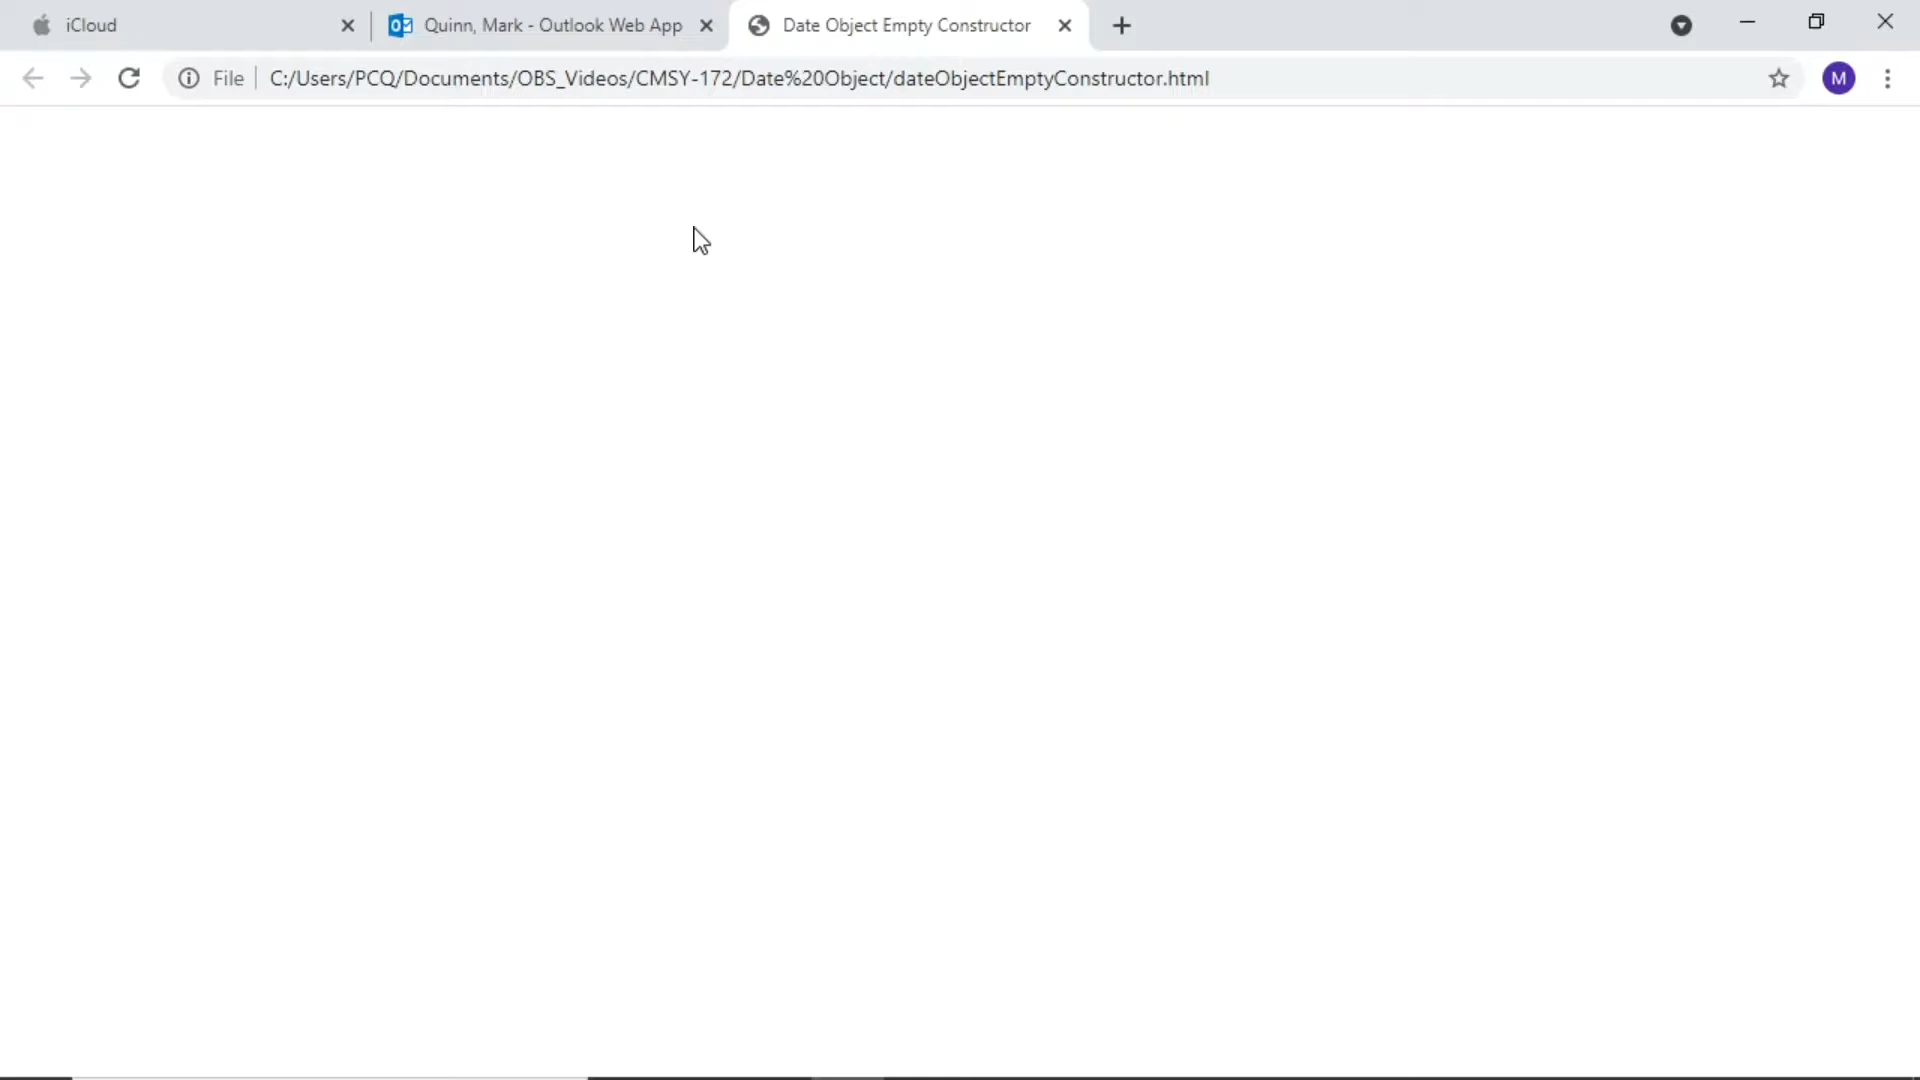 iCloud
Quinn, Mark - Outlook Web App
Date Object Empty Constructor
File
C:/Users/PCQ/Documents/OBS_Videos/CMSY-172/Date%20Object/dateObjectEmptyConstructor.html
M